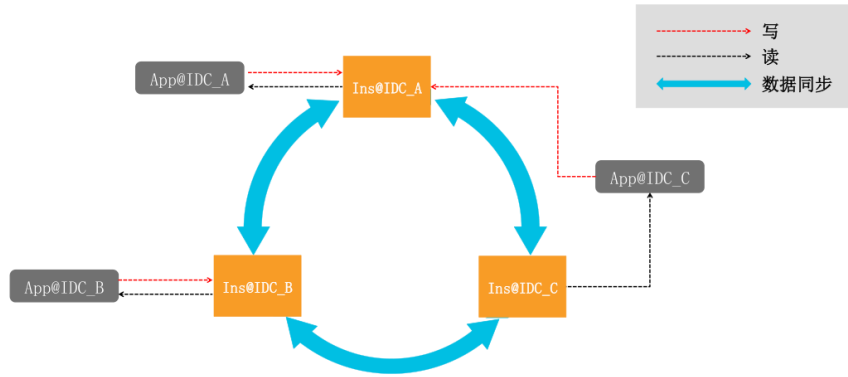 写
读
数据同步
App@IDC_A
Ins@IDC_A
App@IDC_C
App@IDC_B
Ins@IDC_B
Ins@IDC_C